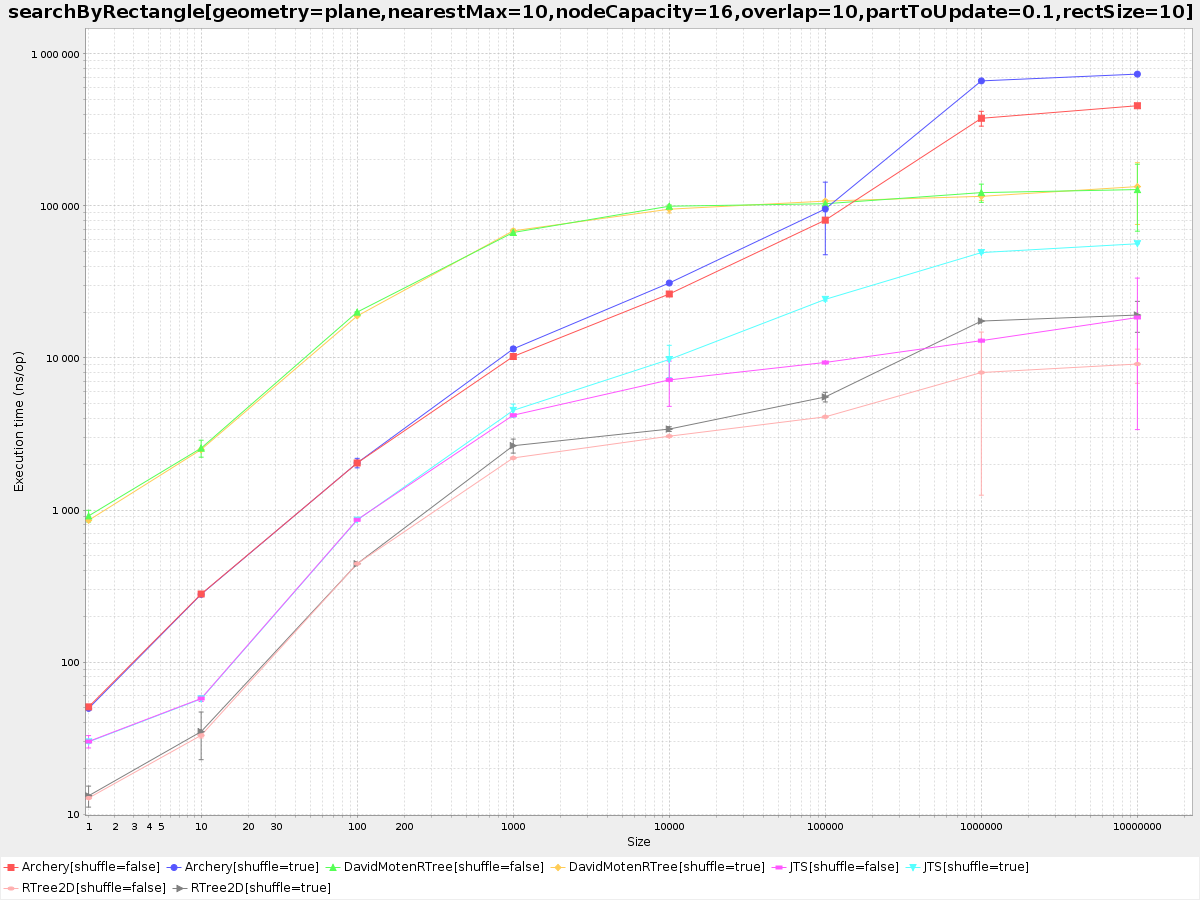 searchByRectangle[geometry=plane,nearestMax=10,nodeCapacity=16,overlap=10,partToUpdate=0.1,rectSize=10]
1 000 000
100 000
10 000
1 000
100
10
Execution time (ns/op)
1 2 3 4 5 10 20 30 100 200 1000 10000 100000 1000000 10000000
Size
Archery[shuffle=false] Archery[shuffle=true] DavidMotenRTree[shuffle=false] DavidMotenRTree[shuffle=true] JTS[shuffle=false] JTS[shuffle=true]
RTree2D[shuffle=false] RTree2D[shuffle=true]